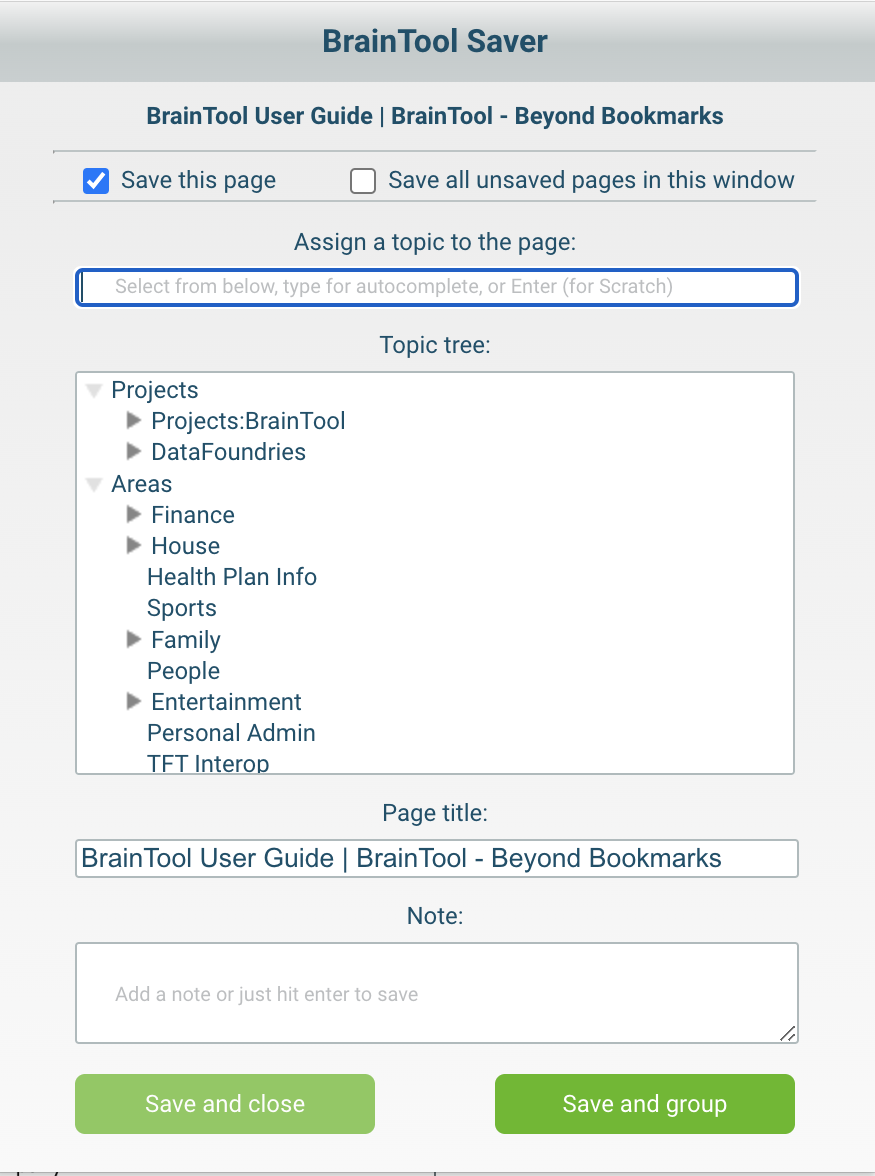 BrainTool Saver
BrainTool User Guide | BrainTool - Beyond Bookmarks
Save this page Save all unsaved pages in this window
Assign a topic to the page:
Select from below, type for autocomplete, or Enter (for Scratch)
Topic tree:
Projects
Projects:BrainTool
DataFoundries
Areas
Finance
House
Health Plan Info
Sports
Family
People
Entertainment
Personal Admin
TFT Interop
Page title:
BrainTool User Guide | BrainTool - Beyond Bookmarks
Note:
Add a note or just hit enter to save
Save and close Save and group